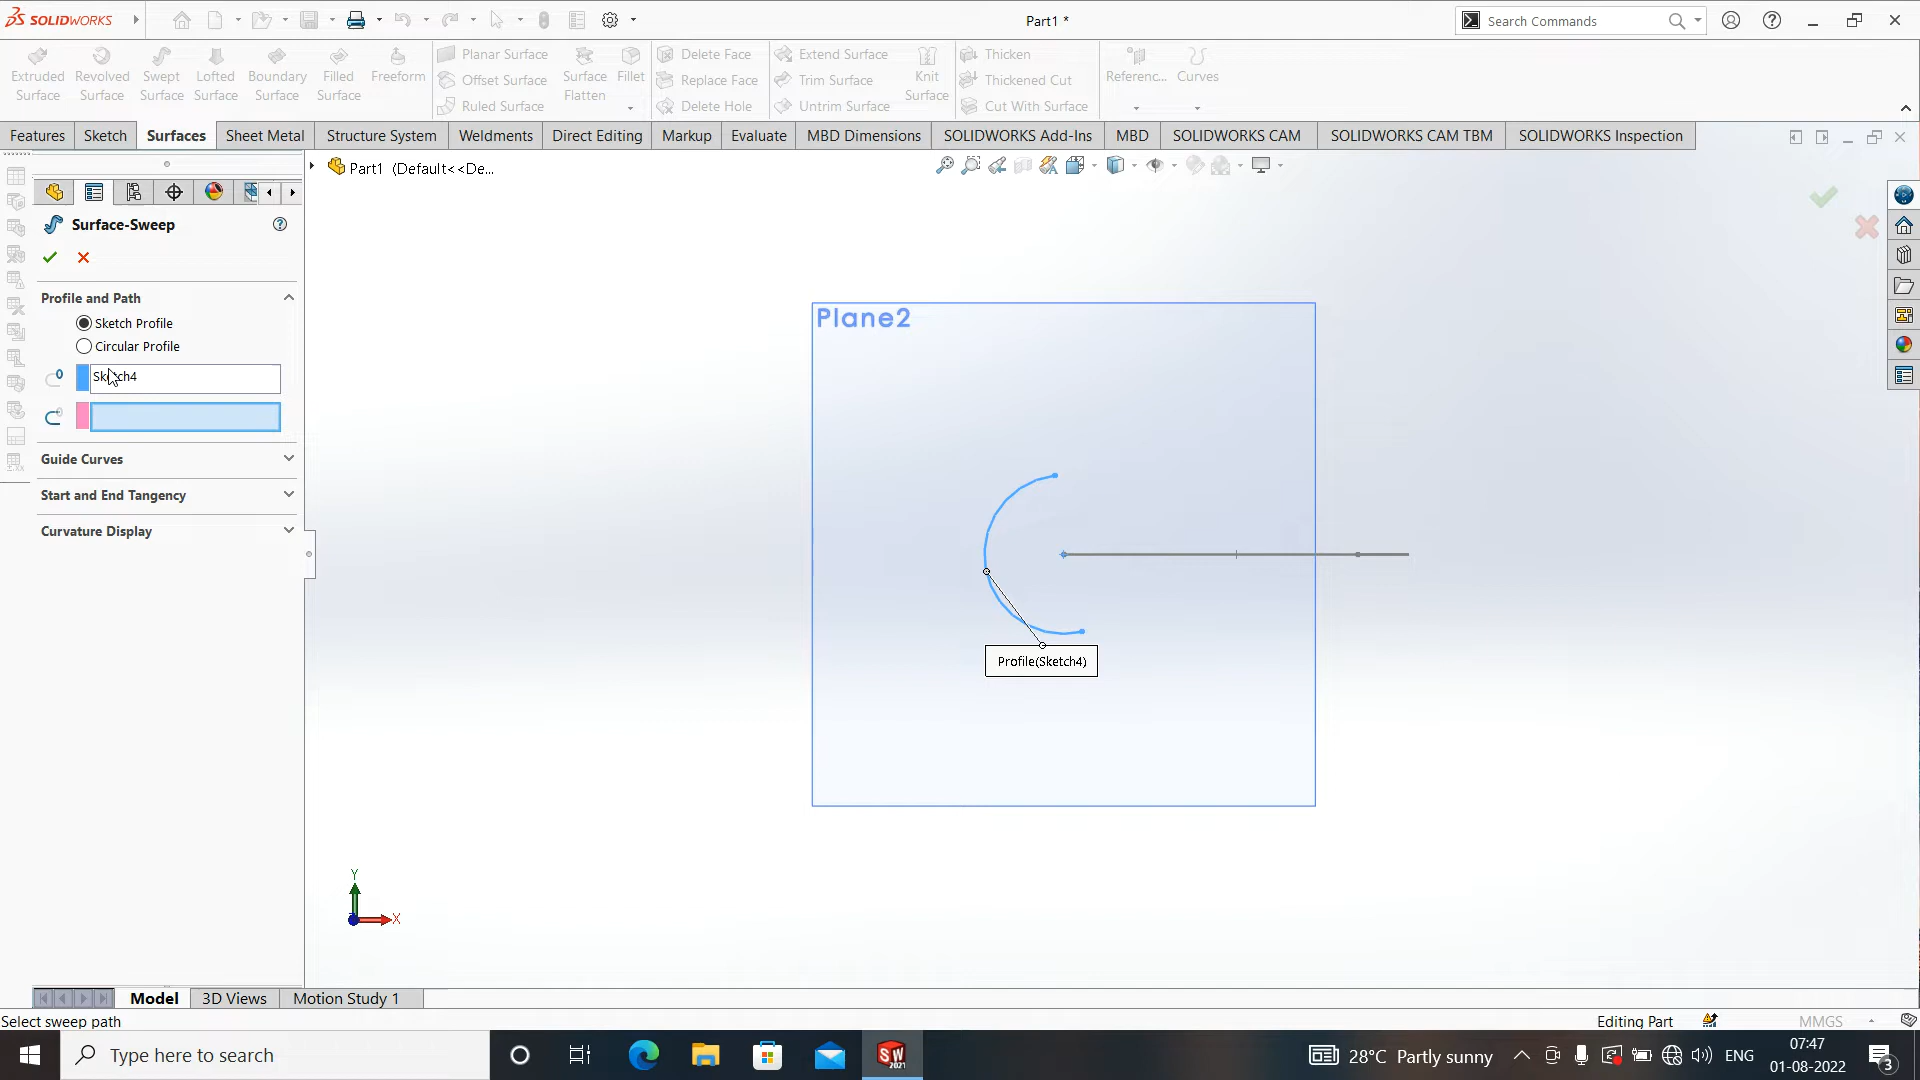 SOLIDWORKS
Part1 *
Search Commands
Extruded Surface
Revolved Surface
Swept Surface
Lofted Surface
Boundary Surface
Filled Surface
Freeform
Planar Surface
Offset Surface
Ruled Surface
Surface Flatten
Fillet
Delete Face
Replace Face
Delete Hole
Extend Surface
Trim Surface
Untrim Surface
Knit Surface
Thicken
Thickened Cut
Cut With Surface
Referenc...
Curves
Features
Sketch
Surfaces
Sheet Metal
Structure System
Weldments
Direct Editing
Markup
Evaluate
MBD Dimensions
SOLIDWORKS Add-Ins
MBD
SOLIDWORKS CAM
SOLIDWORKS CAM TBM
SOLIDWORKS Inspection
Part1 (Default<<De...
Surface-Sweep
Profile and Path
Sketch Profile
Circular Profile
Sketch4
Guide Curves
Start and End Tangency
Curvature Display
Plane2
Profile(Sketch4)
Y
X
Model
3D Views
Motion Study 1
Select sweep path
Editing Part
MMGS
Type here to search
SW
2021
28°C Partly sunny
ENG
07:47
01-08-2022
3